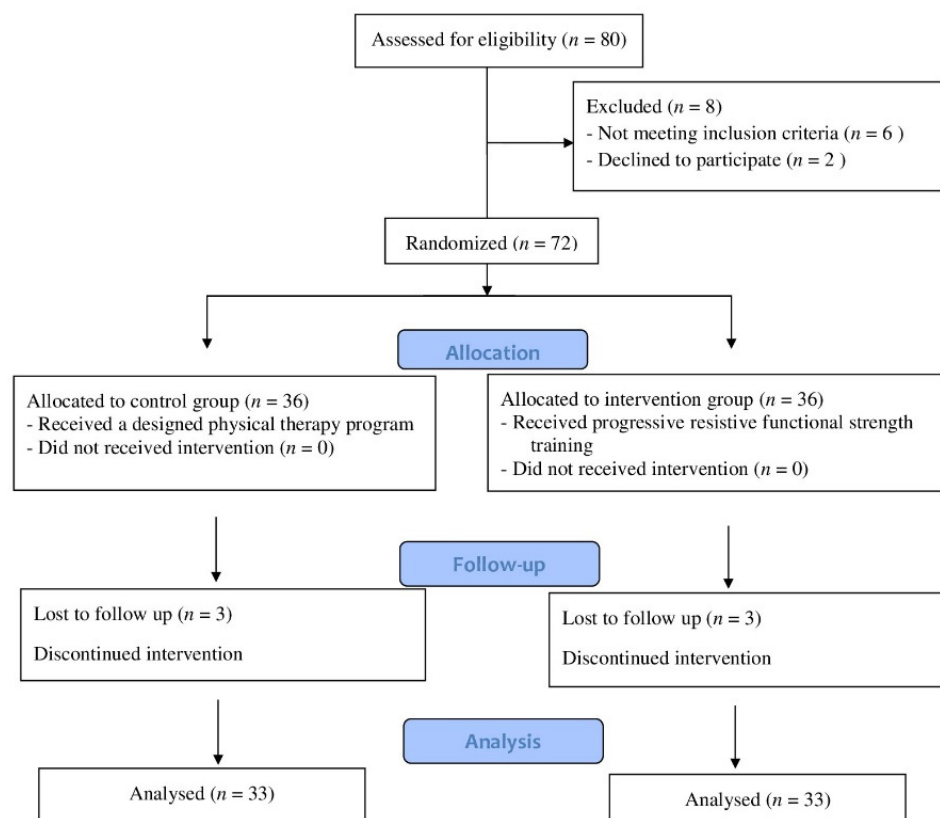 Assessed for eligibility (n = 80)
Excluded (n = 8)
- Not meeting inclusion criteria (n = 6 )
- Declined to participate (n = 2 )
Randomized (n = 72)
Allocation
Allocated to control group (n = 36)
- Received a designed physical therapy program
- Did not received intervention (n = 0)
Allocated to intervention group (n = 36)
- Received progressive resistive functional strength
training
- Did not received intervention (n = 0)
Follow-up
Lost to follow up (n = 3)
Discontinued intervention
Lost to follow up (n = 3)
Discontinued intervention
Analysis
Analysed (n = 33)
Analysed (n = 33)